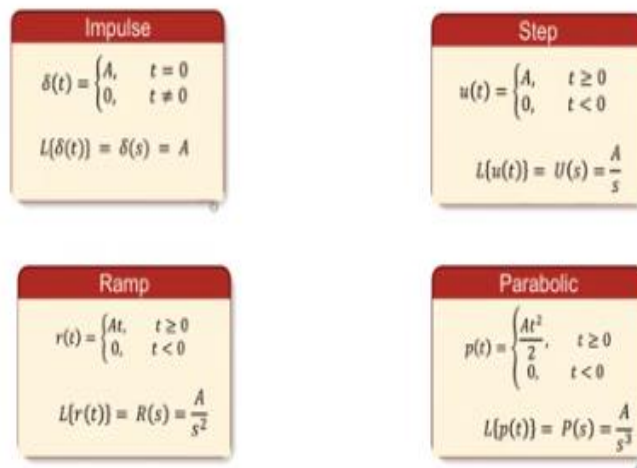 Impulse
δ(t) = {A, t = 0
0, t ≠ 0
L{δ(t)} = δ(s) = A
Step
u(t) = {A, t ≥ 0
0, t < 0
L{u(t)} = U(s) = A/s
Ramp
r(t) = {At, t ≥ 0
0, t < 0
L{r(t)} = R(s) = A/s²
Parabolic
p(t) = {At²/2, t ≥ 0
0, t < 0
L{p(t)} = P(s) = A/s³